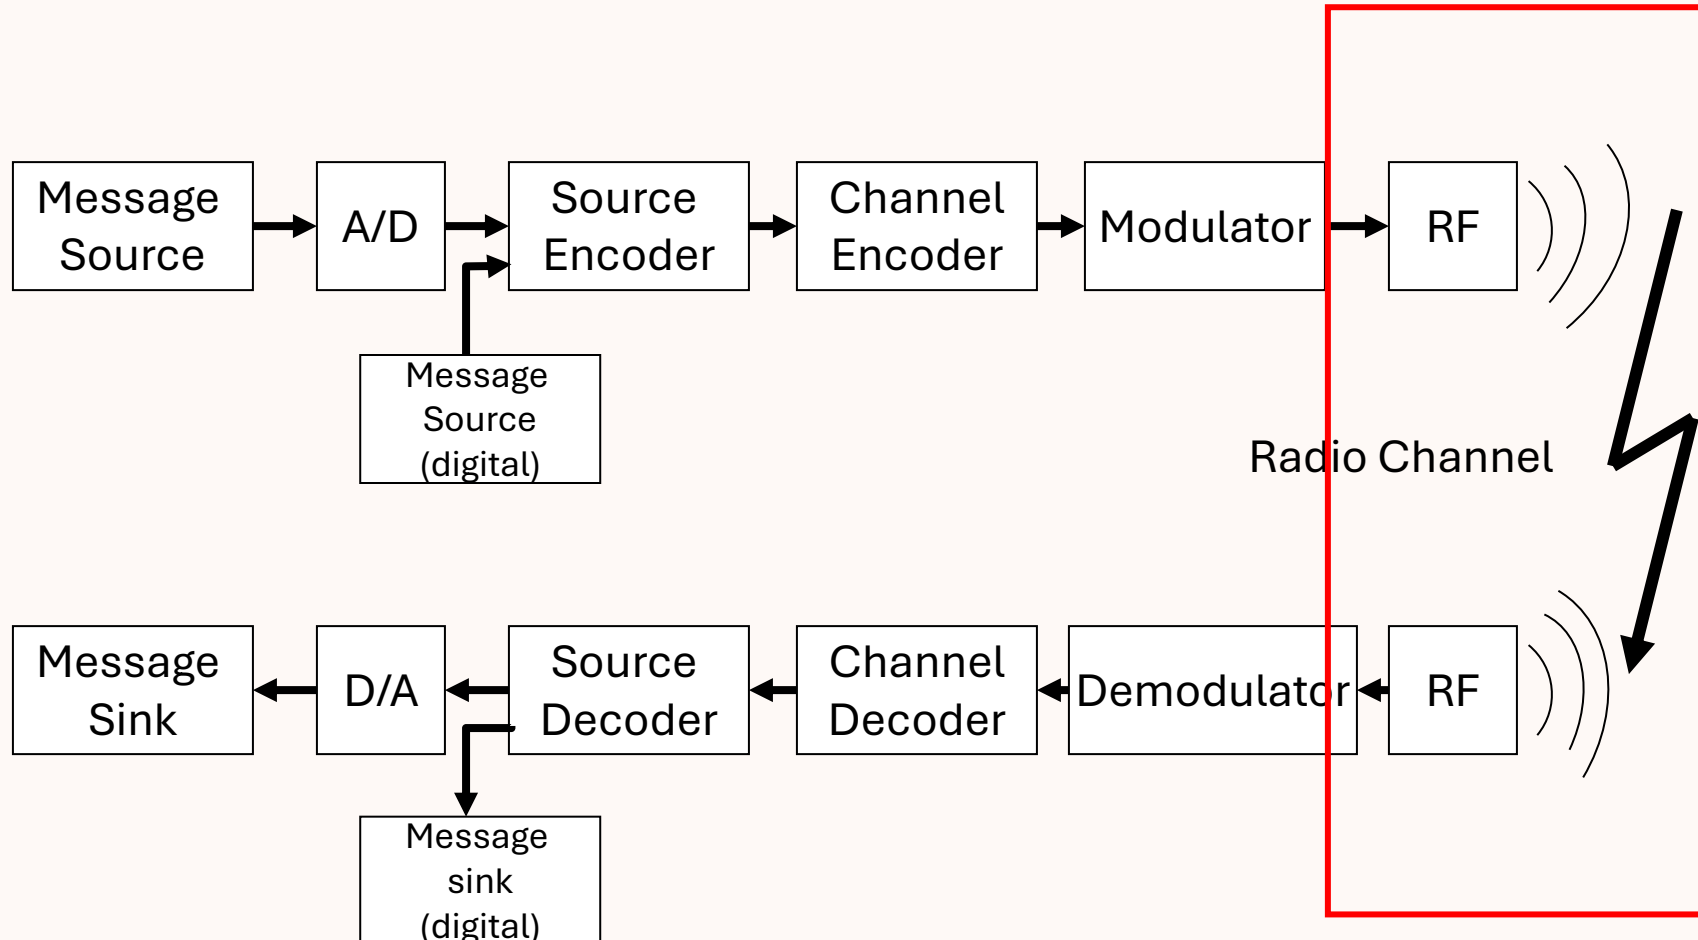 Message
Source
A/D
Source
Encoder
Channel
Encoder
Modulator
RF
Message
Source
(digital)
Radio Channel
Message
Sink
D/A
Source
Decoder
Channel
Decoder
Demodulator
RF
Message
sink
(digital)